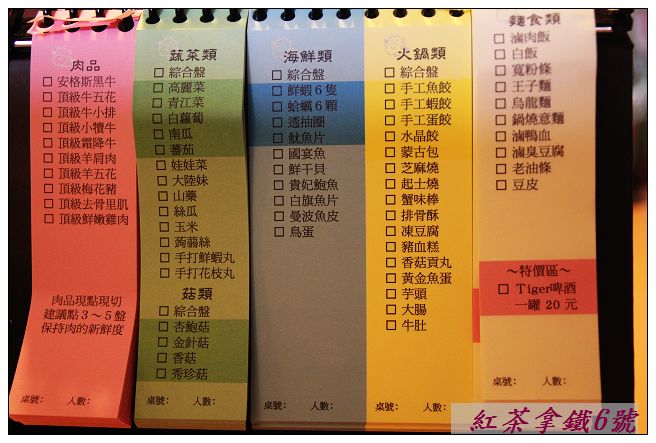 肉品
□ 安格斯黑牛
□ 頂級牛五花
□ 頂級牛小排
□ 頂級小犢牛
□ 頂級霜降牛
□ 頂級羊肩肉
□ 頂級羊五花
□ 頂級梅花豬
□ 頂級去骨里肌
□ 頂級鮮嫩雞肉
肉品現點現切
建議點3～5盤
保持肉的新鮮度
桌號： 人數：
蔬菜類
□ 綜合盤
□ 高麗菜
□ 青江菜
□ 白蘿蔔
□ 南瓜
□ 蕃茄
□ 娃娃菜
□ 大陸妹
□ 山藥
□ 絲瓜
□ 玉米
□ 蒟蒻絲
□ 手打鮮蝦丸
□ 手打花枝丸
菇類
□ 綜合盤
□ 杏鮑菇
□ 金針菇
□ 香菇
□ 秀珍菇
桌號： 人數：
海鮮類
□ 綜合盤
□ 鮮蝦6隻
□ 蛤蠣6顆
□ 透抽圈
□ 魷魚片
□ 國宴魚
□ 鮮干貝
□ 貴妃鮑魚
□ 白旗魚片
□ 曼波魚皮
□ 鳥蛋
桌號： 人數：
火鍋類
□ 綜合盤
□ 手工魚餃
□ 手工蝦餃
□ 手工蛋餃
□ 水晶餃
□ 蒙古包
□ 芝麻燒
□ 起士燒
□ 蟹味棒
□ 排骨酥
□ 凍豆腐
□ 豬血糕
□ 香菇貢丸
□ 黃金魚蛋
□ 芋頭
□ 大腸
□ 牛肚
桌號： 人數：
麵食類
□ 滷肉飯
□ 白飯
□ 寬粉條
□ 王子麵
□ 烏龍麵
□ 鍋燒意麵
□ 滷鴨血
□ 滷臭豆腐
□ 老油條
□ 豆皮
～特價區～
□ Tiger啤酒
一罐 20 元
桌號： 人數：
紅茶拿鐵6號